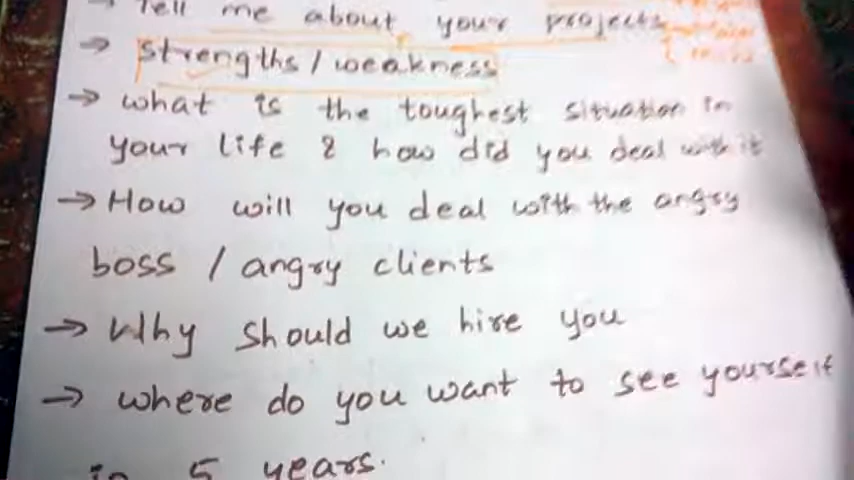 → Tell me about your projects
→ strengths / weakness
→ what is the toughest situation in
your life & how did you deal with it
→ How will you deal with the angry
boss / angry clients
→ Why should we hire you
→ where do you want to see yourself
in 5 years.